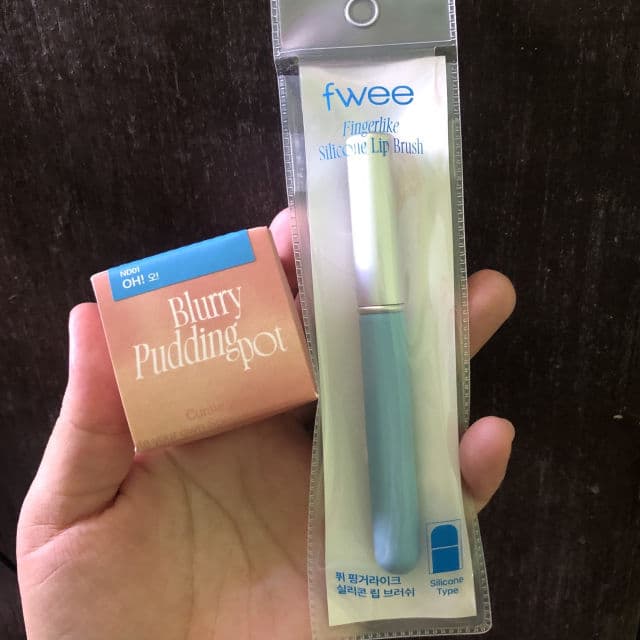 fwee
Fingerlike
Silicone Lip Brush
ND01
OH! 오!
Blurry
Pudding
pot
퓌 핑거라이크
실리콘 립 브러쉬
Silicone
Type